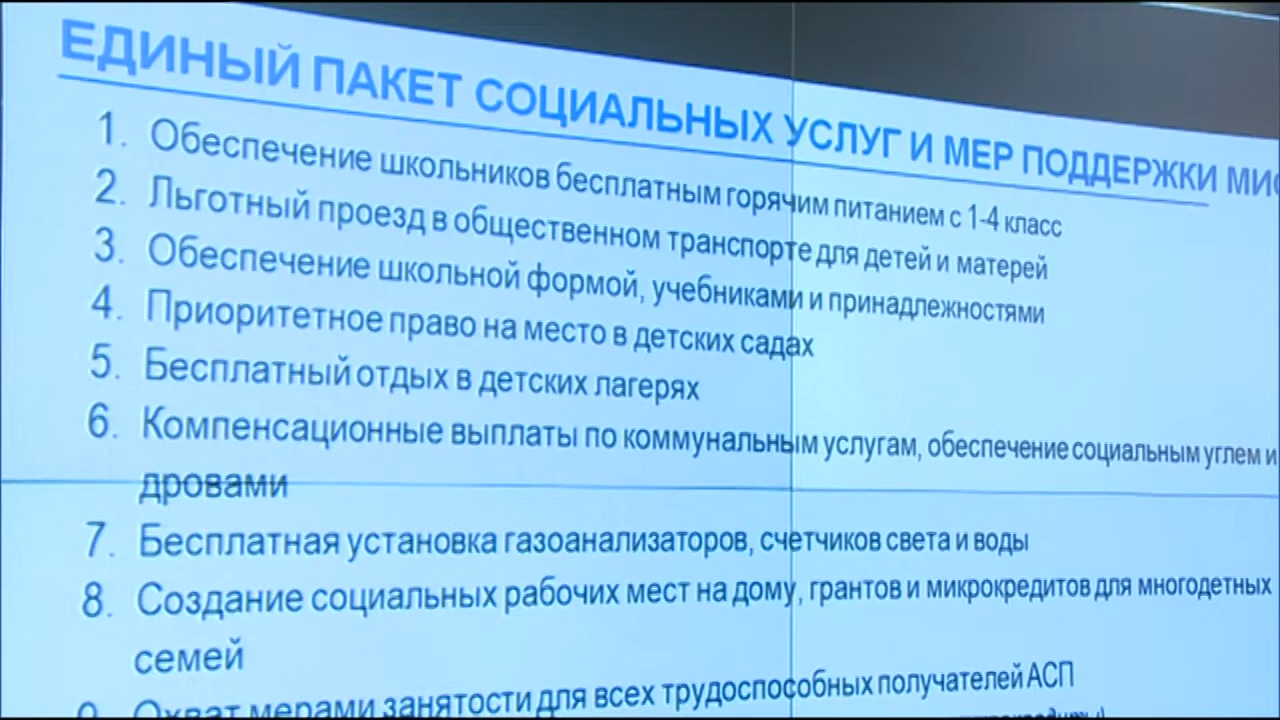 ЕДИНЫЙ ПАКЕТ СОЦИАЛЬНЫХ УСЛУГ И МЕР ПОДДЕРЖКИ
1. Обеспечение школьников бесплатным горячим питанием с 1-4 класс
2. Льготный проезд в общественном транспорте для детей и матерей
3. Обеспечение школьной формой, учебниками и принадлежностями
4. Приоритетное право на место в детских садах
5. Бесплатный отдых в детских лагерях
6. Компенсационные выплаты по коммунальным услугам, обеспечение социальным углем и
дровами
7. Бесплатная установка газоанализаторов, счетчиков света и воды
8. Создание социальных рабочих мест на дому, грантов и микрокредитов для многодетных
семей
9. Охват мерами занятости для всех трудоспособных получателей АСП